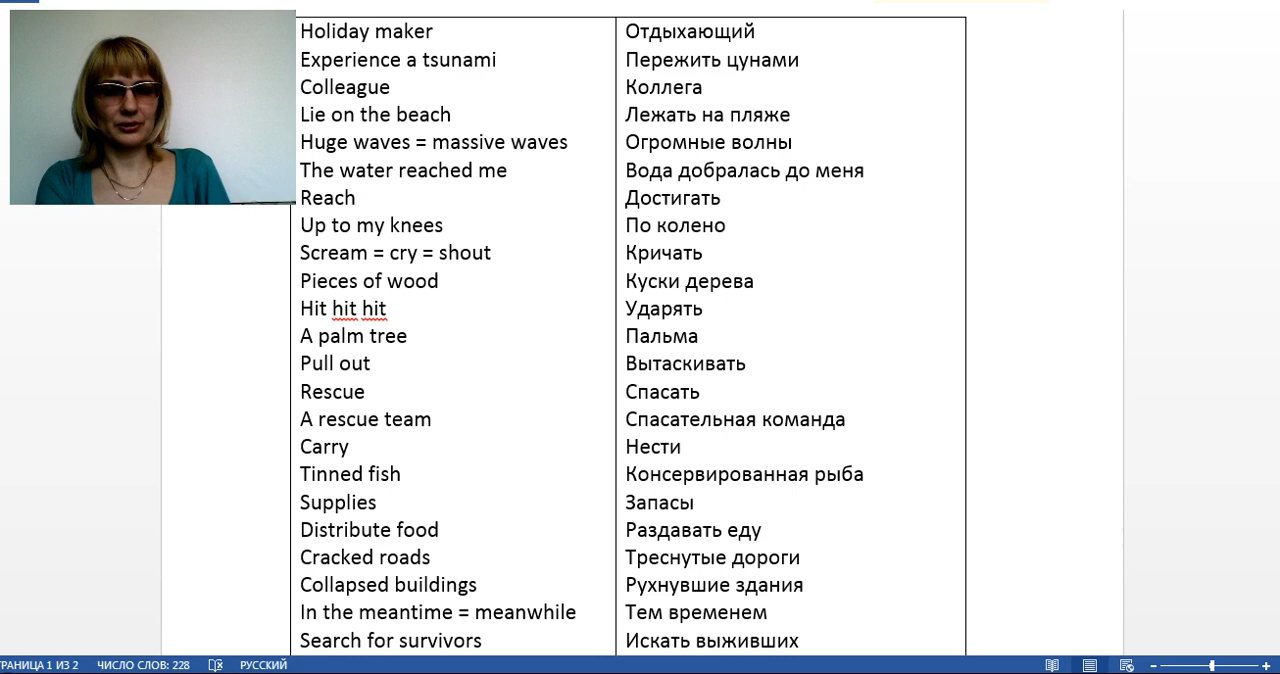 Holiday maker Отдыхающий
Experience a tsunami Пережить цунами
Colleague Коллега
Lie on the beach Лежать на пляже
Huge waves = massive waves Огромные волны
The water reached me Вода добралась до меня
Reach Достигать
Up to my knees По колено
Scream = cry = shout Кричать
Pieces of wood Куски дерева
Hit hit hit Ударять
A palm tree Пальма
Pull out Вытаскивать
Rescue Спасать
A rescue team Спасательная команда
Carry Нести
Tinned fish Консервированная рыба
Supplies Запасы
Distribute food Раздавать еду
Cracked roads Треснутые дороги
Collapsed buildings Рухнувшие здания
In the meantime = meanwhile Тем временем
Search for survivors Искать выживших
РАНИЦА 1 ИЗ 2 ЧИСЛО СЛОВ: 228 РУССКИЙ